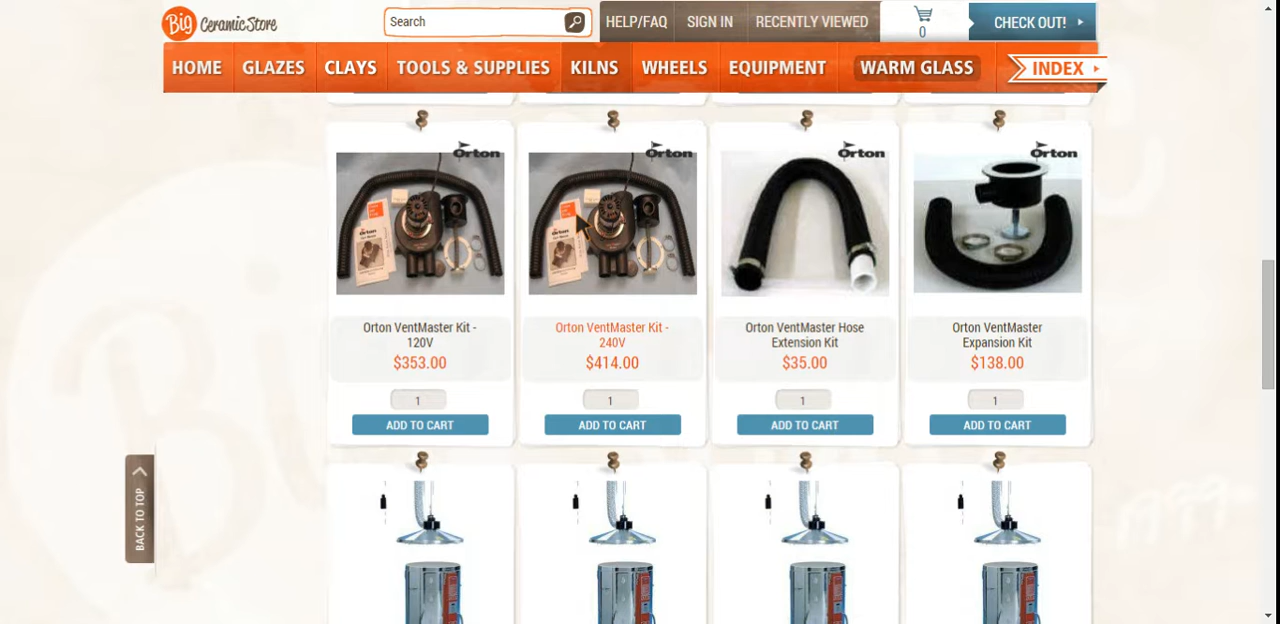 Big CeramicStore
Search
HELP/FAQ
SIGN IN
RECENTLY VIEWED
0
CHECK OUT!
HOME
GLAZES
CLAYS
TOOLS & SUPPLIES
KILNS
WHEELS
EQUIPMENT
WARM GLASS
INDEX
Orton
Orton
Orton
Orton
Orton VentMaster Kit -
120V
$353.00
1
ADD TO CART
Orton VentMaster Kit -
240V
$414.00
1
ADD TO CART
Orton VentMaster Hose
Extension Kit
$35.00
1
ADD TO CART
Orton VentMaster
Expansion Kit
$138.00
1
ADD TO CART
BACK TO TOP